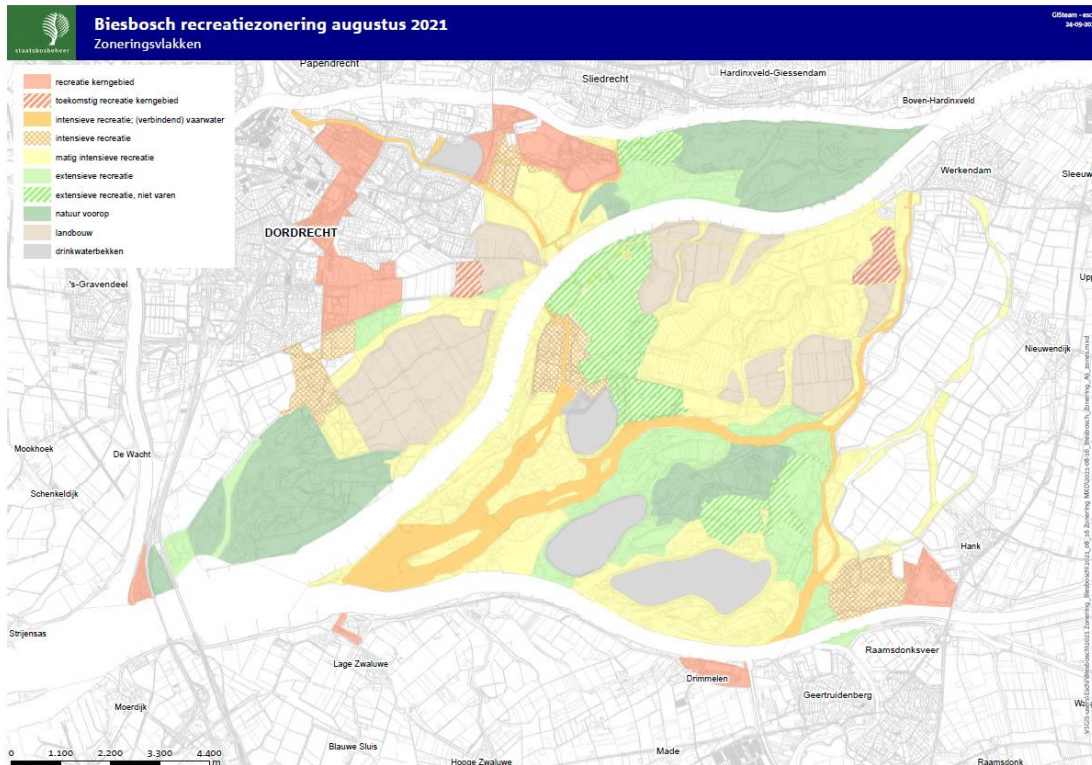 staatsbosbeheer
Biesbosch recreatiezonering augustus 2021
Zoneringsvlakken
recreatie kerngebied
toekomstig recreatie kerngebied
intensieve recreatie; (verbindend) vaarwater
intensieve recreatie
matig intensieve recreatie
extensieve recreatie
extensieve recreatie, niet varen
natuur voorop
landbouw
drinkwaterbekken
Papendrecht
Sliedrecht
Hardinxveld-Giessendam
Boven-Hardinxveld
Werkendam
Sleeuw
DORDRECHT
's-Gravendeel
Nieuwendijk
Mookhoek
De Wacht
Schenkeldijk
Hank
Strijensas
Raamsdonksveer
Lage Zwaluwe
Drimmelen
Geertruidenberg
Moerdijk
Blauwe Sluis
Made
Hooge Zwaluwe
Raamsdonk
0 1.100 2.200 3.300 4.400
m